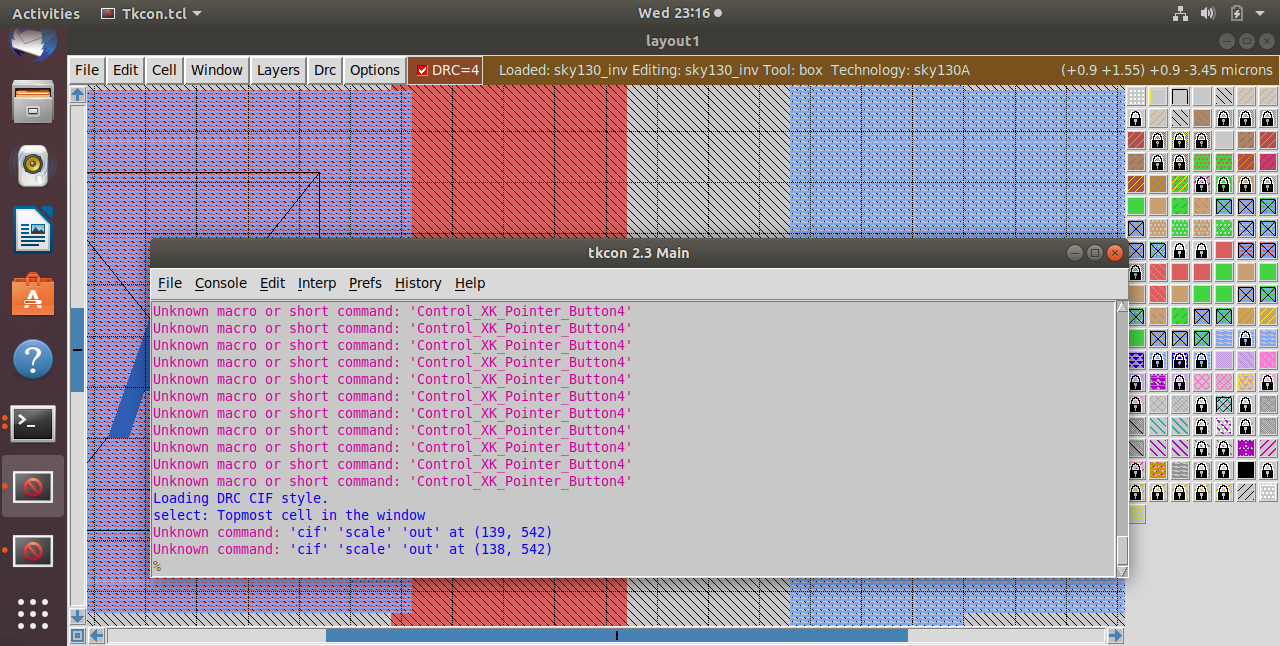 Activities Tkcon.tcl Wed 23:16
layout1
File Edit Cell Window Layers Drc Options DRC=4 Loaded: sky130_inv Editing: sky130_inv Tool: box Technology: sky130A (+0.9 +1.55) +0.9 -3.45 microns
tkcon 2.3 Main
File Console Edit Interp Prefs History Help
Unknown macro or short command: 'Control_XK_Pointer_Button4'
Unknown macro or short command: 'Control_XK_Pointer_Button4'
Unknown macro or short command: 'Control_XK_Pointer_Button4'
Unknown macro or short command: 'Control_XK_Pointer_Button4'
Unknown macro or short command: 'Control_XK_Pointer_Button4'
Unknown macro or short command: 'Control_XK_Pointer_Button4'
Unknown macro or short command: 'Control_XK_Pointer_Button4'
Unknown macro or short command: 'Control_XK_Pointer_Button4'
Unknown macro or short command: 'Control_XK_Pointer_Button4'
Unknown macro or short command: 'Control_XK_Pointer_Button4'
Unknown macro or short command: 'Control_XK_Pointer_Button4'
Loading DRC CIF style.
select: Topmost cell in the window
Unknown command: 'cif' 'scale' 'out' at (139, 542)
Unknown command: 'cif' 'scale' 'out' at (138, 542)
%